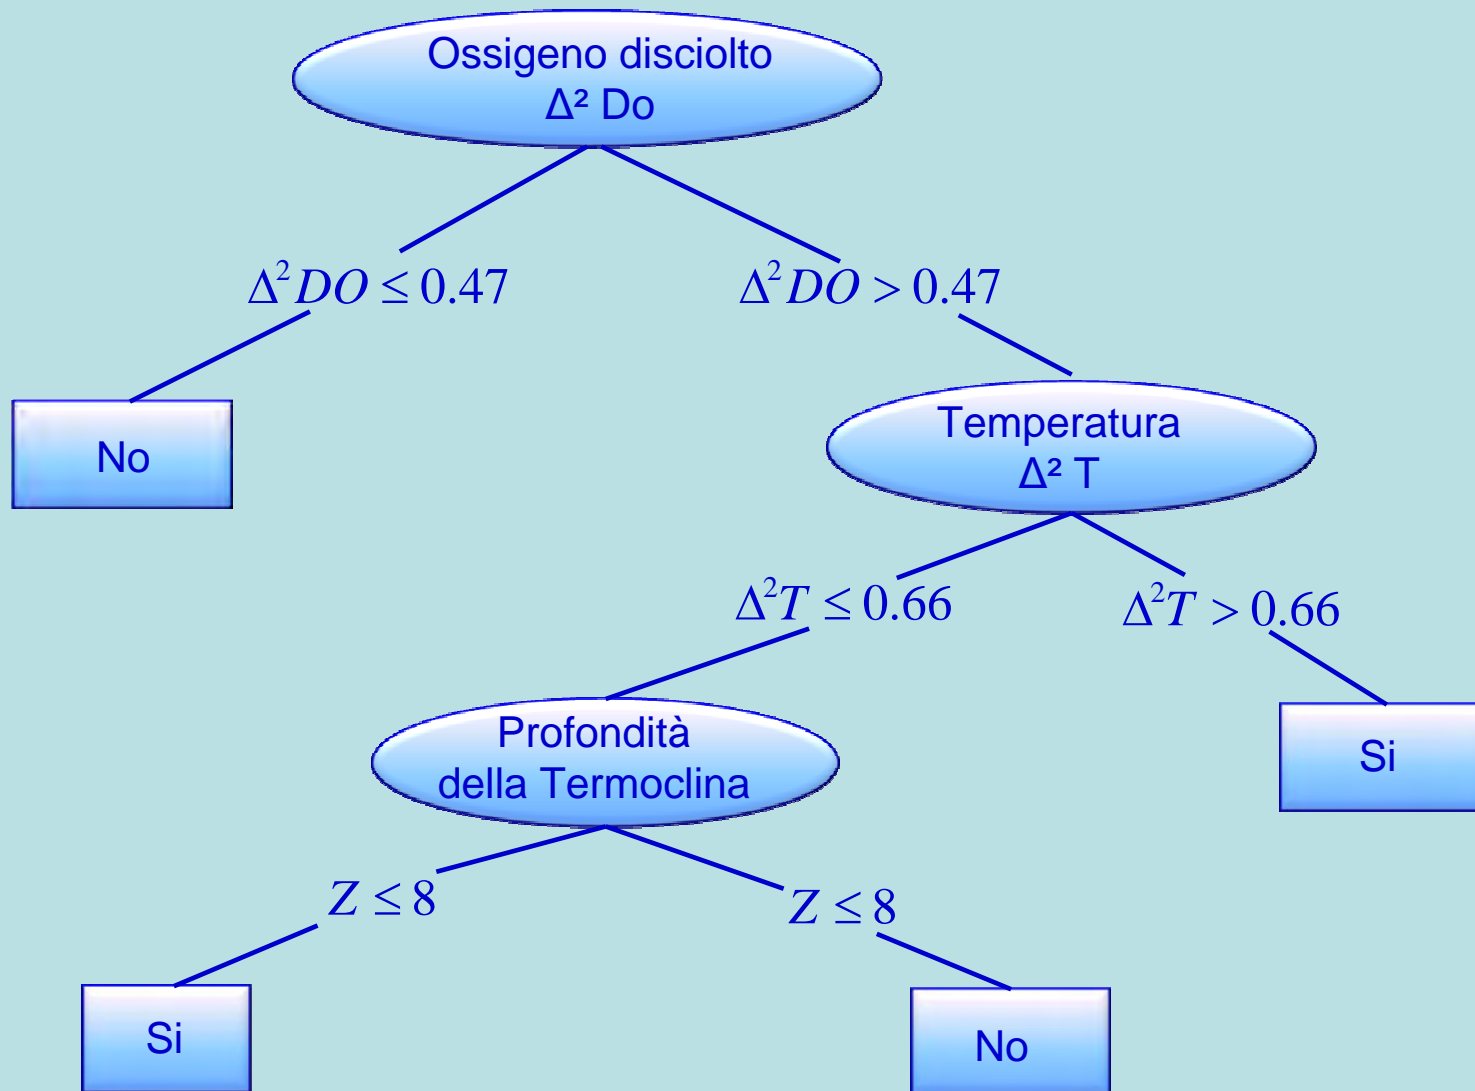 Ossigeno disciolto
Δ² Do
Δ²DO ≤ 0.47
Δ²DO > 0.47
No
Temperatura
Δ² T
Δ²T ≤ 0.66
Δ²T > 0.66
Profondità
della Termoclina
Si
Z ≤ 8
Z ≤ 8
Si
No